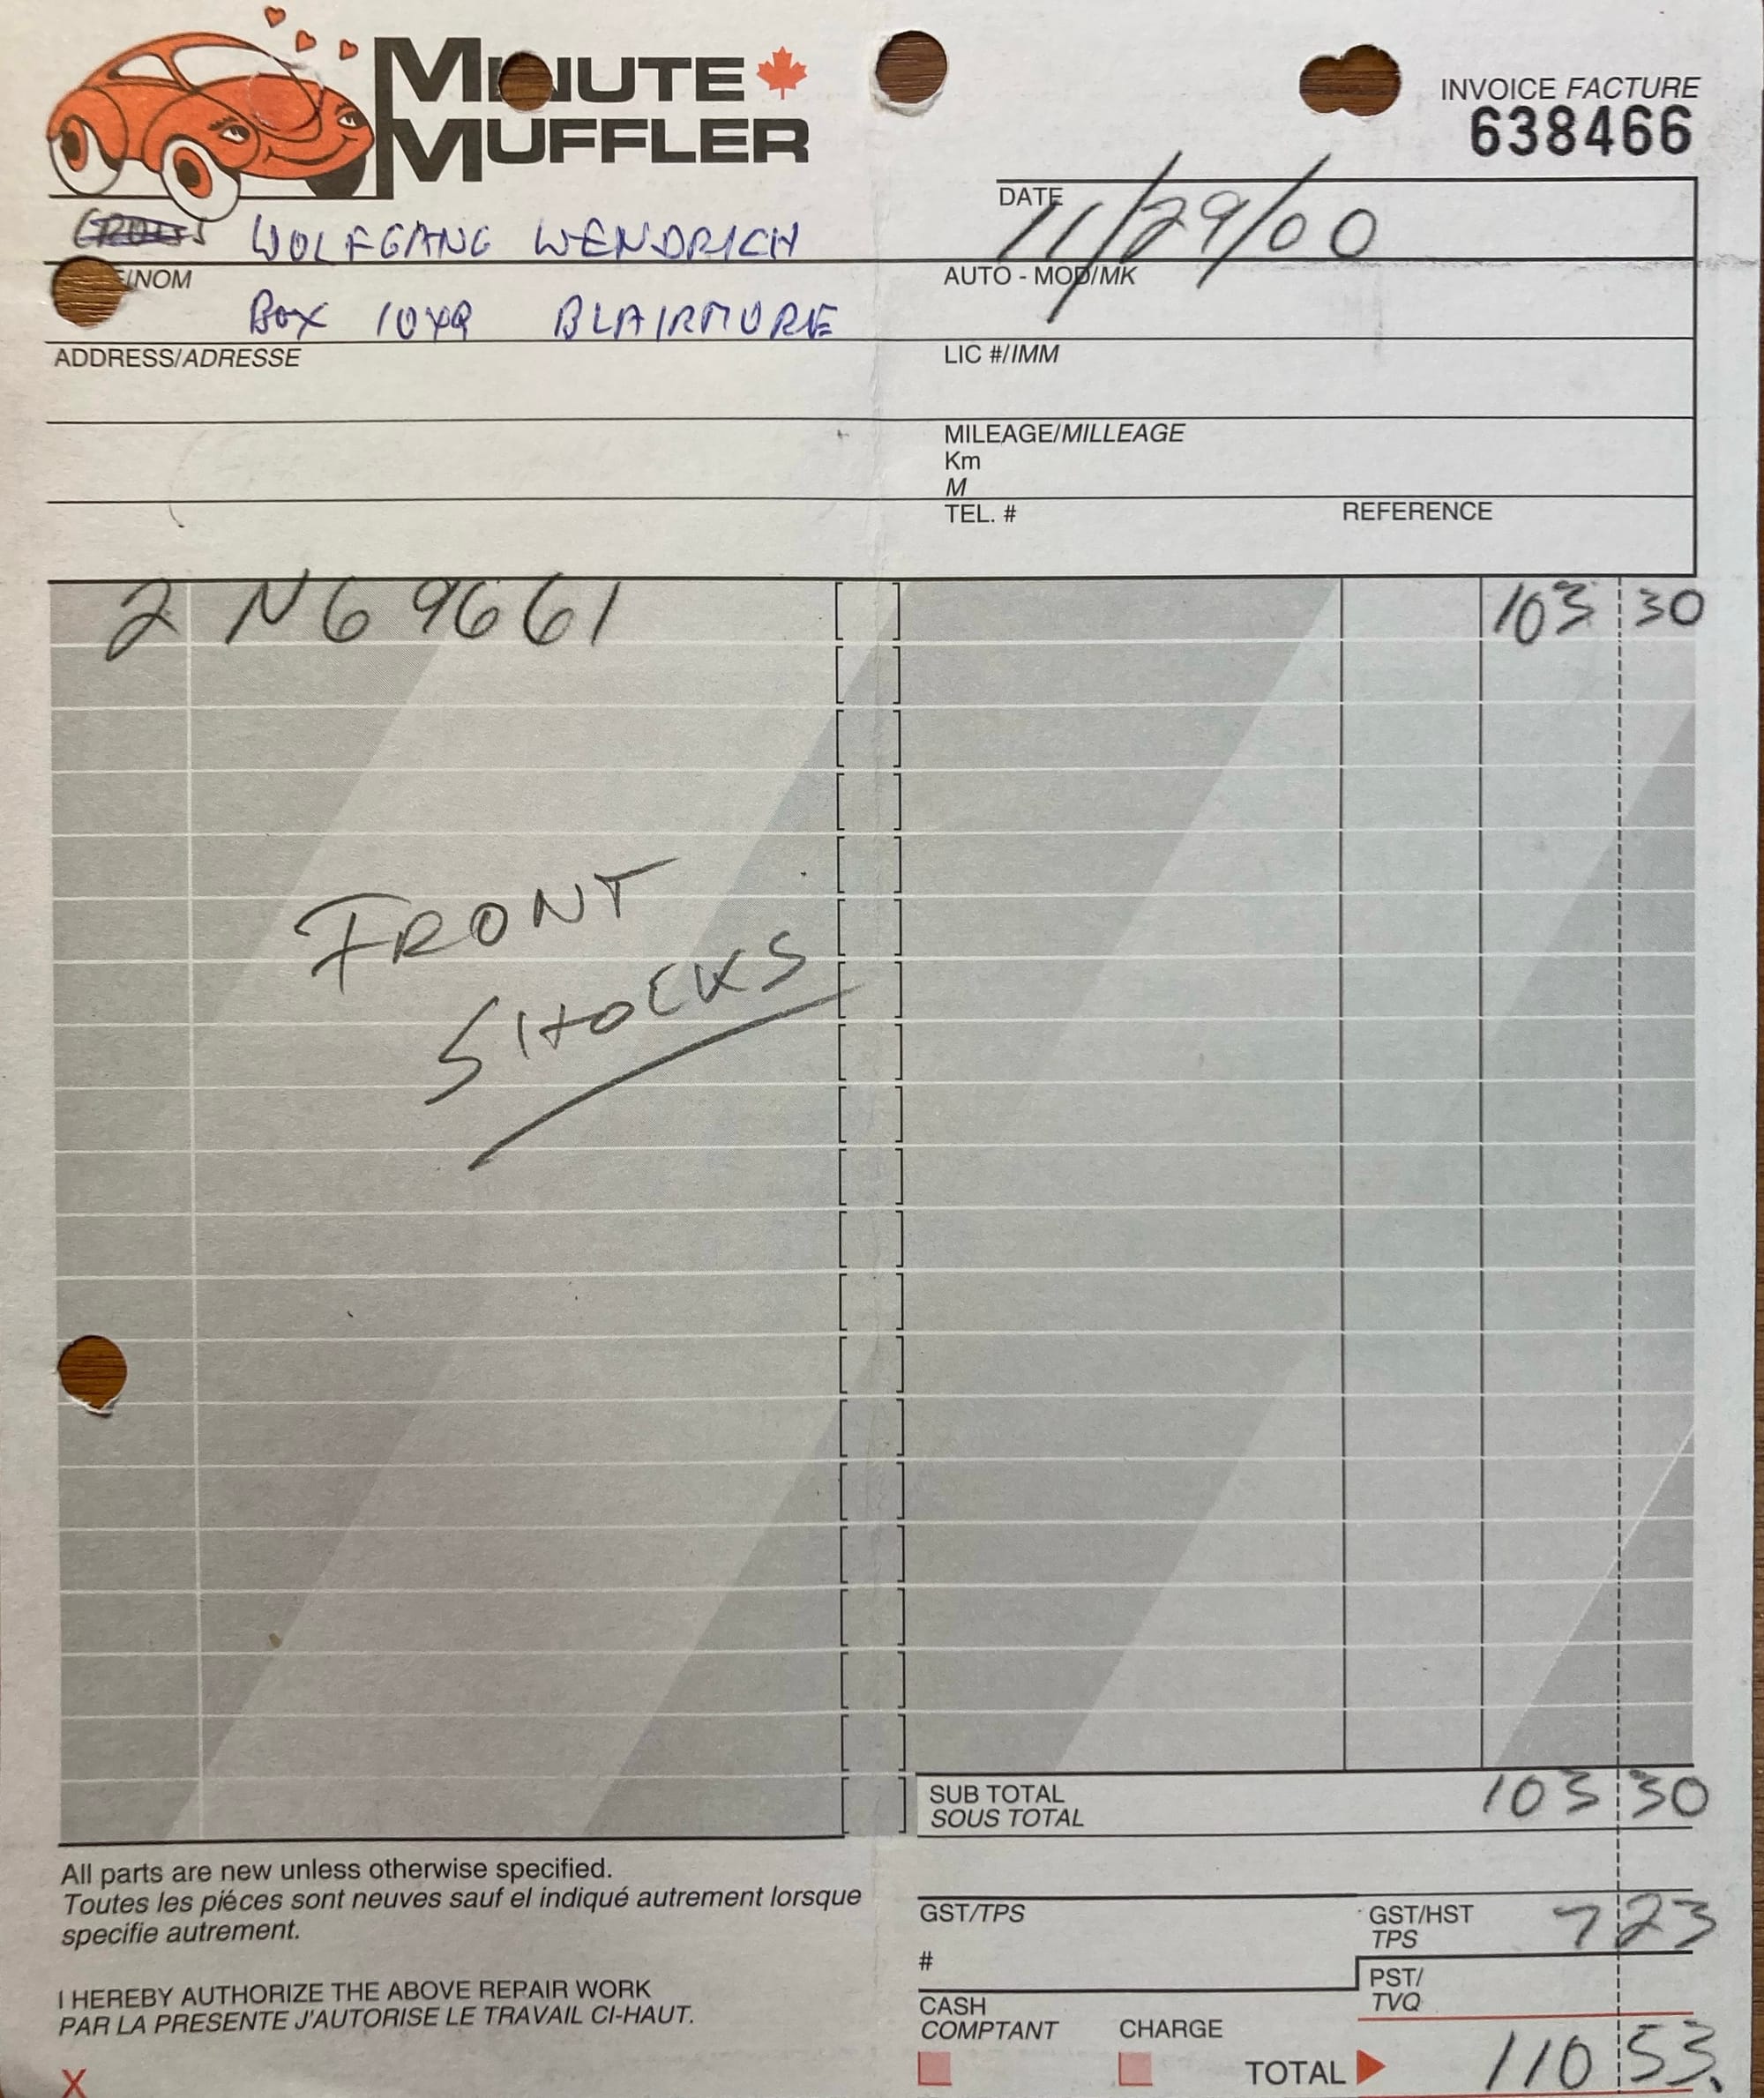 MINUTE
MUFFLER
INVOICE FACTURE
638466
DATE 11/29/00
WOLFGANG WENDRICH
/NOM
AUTO - MOD/MK
BOX BLAIRMORE
ADDRESS/ADRESSE
LIC #/IMM
MILEAGE/MILLEAGE
Km
M
TEL. # REFERENCE
2 N69661 103 30
FRONT
SHOCKS
SUB TOTAL 103 30
SOUS TOTAL
All parts are new unless otherwise specified.
Toutes les piéces sont neuves sauf el indiqué autrement lorsque
specifie autrement.
GST/TPS
#
GST/HST 7 23
TPS
I HEREBY AUTHORIZE THE ABOVE REPAIR WORK
PAR LA PRESENTE J'AUTORISE LE TRAVAIL CI-HAUT.
PST/
TVQ
CASH
COMPTANT
CHARGE
X
TOTAL 110 53